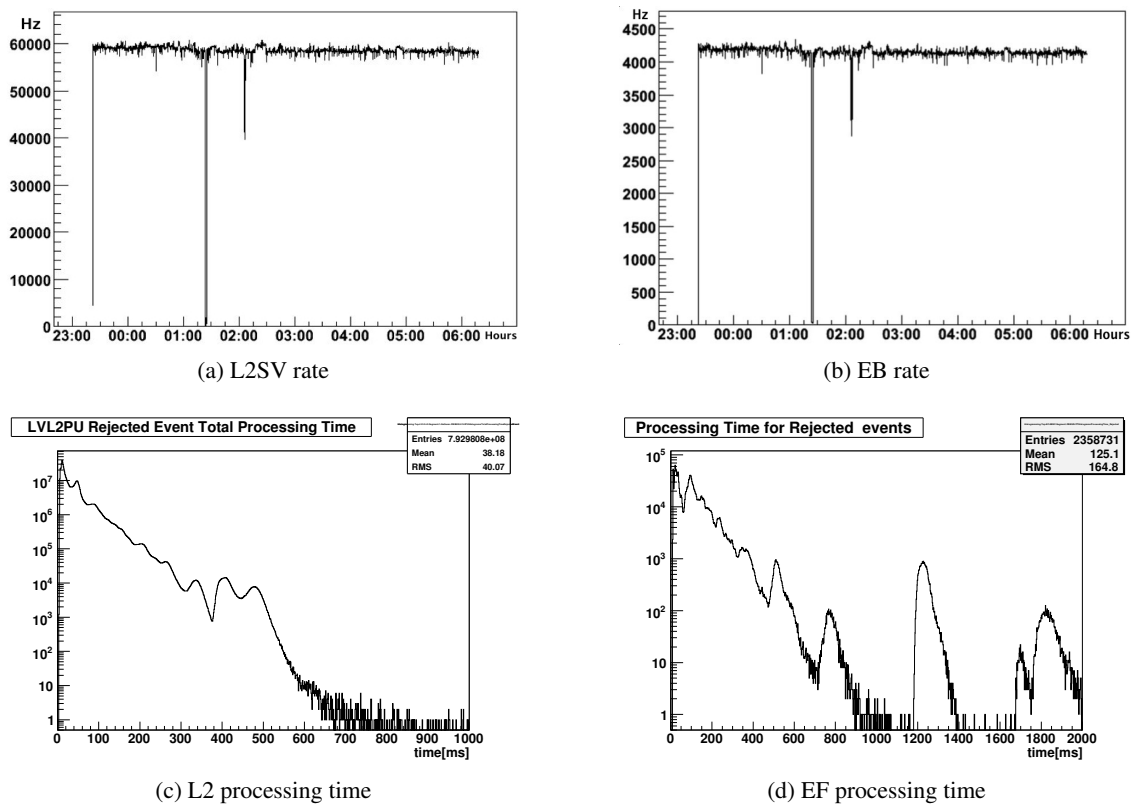 Hz
60000
50000
40000
30000
20000
10000
0
23:00 00:00 01:00 02:00 03:00 04:00 05:00 06:00 Hours
(a) L2SV rate
Hz
4500
4000
3500
3000
2500
2000
1500
1000
500
0
23:00 00:00 01:00 02:00 03:00 04:00 05:00 06:00 Hours
(b) EB rate
LVL2PU Rejected Event Total Processing Time
Entries 7.929808e+08
Mean 38.18
RMS 40.07
10⁷
10⁶
10⁵
10⁴
10³
10²
10
1
0 100 200 300 400 500 600 700 800 900 1000
time[ms]
(c) L2 processing time
Processing Time for Rejected events
Entries 2358731
Mean 125.1
RMS 164.8
10⁵
10⁴
10³
10²
10
1
0 200 400 600 800 1000 1200 1400 1600 1800 2000
time[ms]
(d) EF processing time